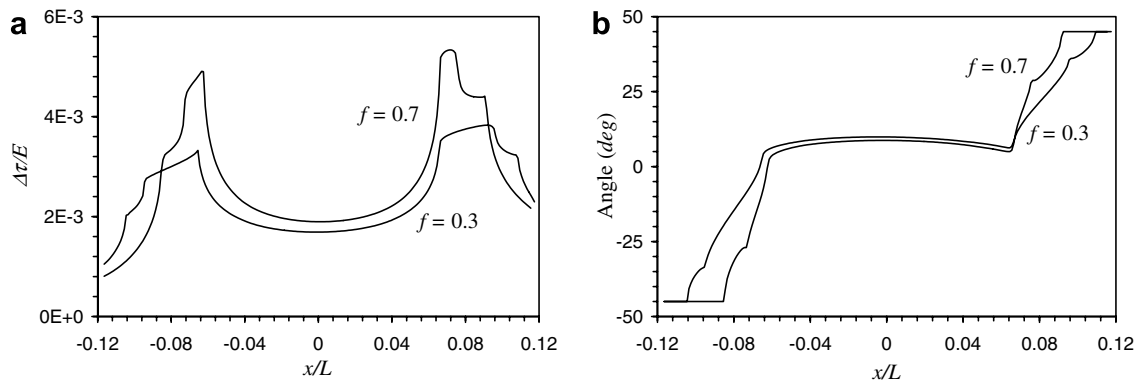 a
6E-3
4E-3
2E-3
0E+0
Δτ/E
f = 0.7
f = 0.3
-0.12 -0.08 -0.04 0 0.04 0.08 0.12
x/L
b
50
25
0
-25
-50
Angle (deg)
f = 0.7
f = 0.3
-0.12 -0.08 -0.04 0 0.04 0.08 0.12
x/L